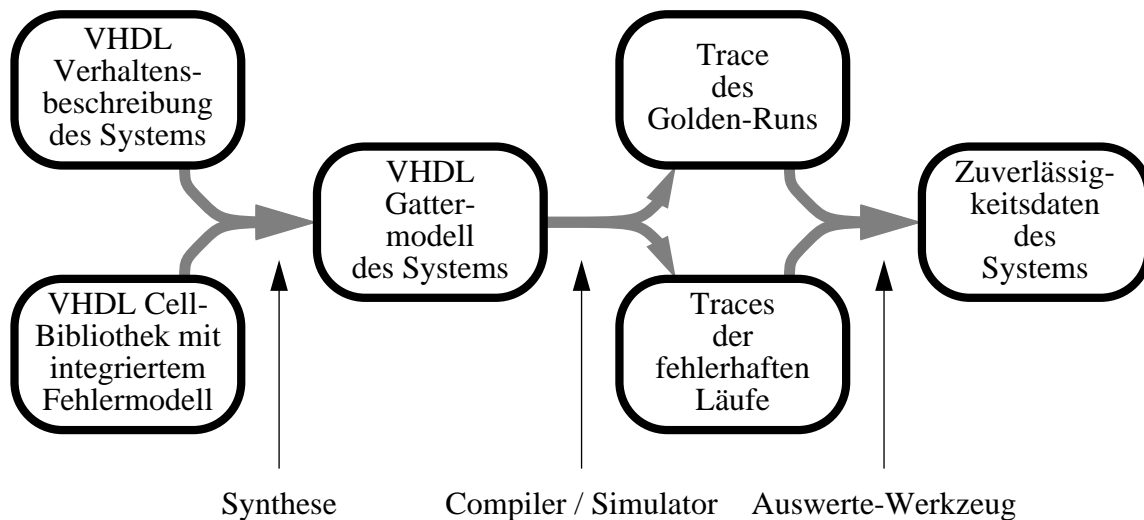 VHDL
Verhaltens-
beschreibung
des Systems
VHDL Cell-
Bibliothek mit
integriertem
Fehlermodell
VHDL
Gatter-
modell
des Systems
Trace
des
Golden-Runs
Traces
der
fehlerhaften
Läufe
Zuverlässig-
keitsdaten
des
Systems
Synthese
Compiler / Simulator
Auswerte-Werkzeug